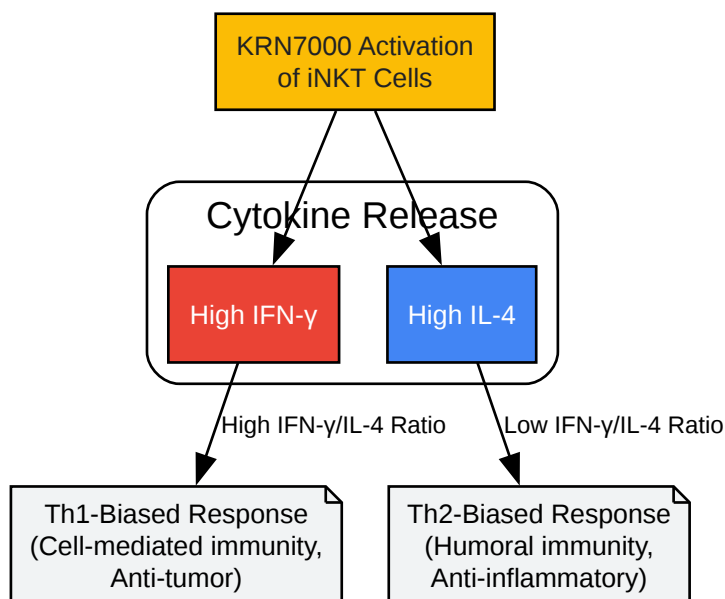 KRN7000 Activation
of iNKT Cells
Cytokine Release
High IFN-γ
High IL-4
High IFN-γ/IL-4 Ratio
Low IFN-γ/IL-4 Ratio
Th1-Biased Response
(Cell-mediated immunity,
Anti-tumor)
Th2-Biased Response
(Humoral immunity,
Anti-inflammatory)